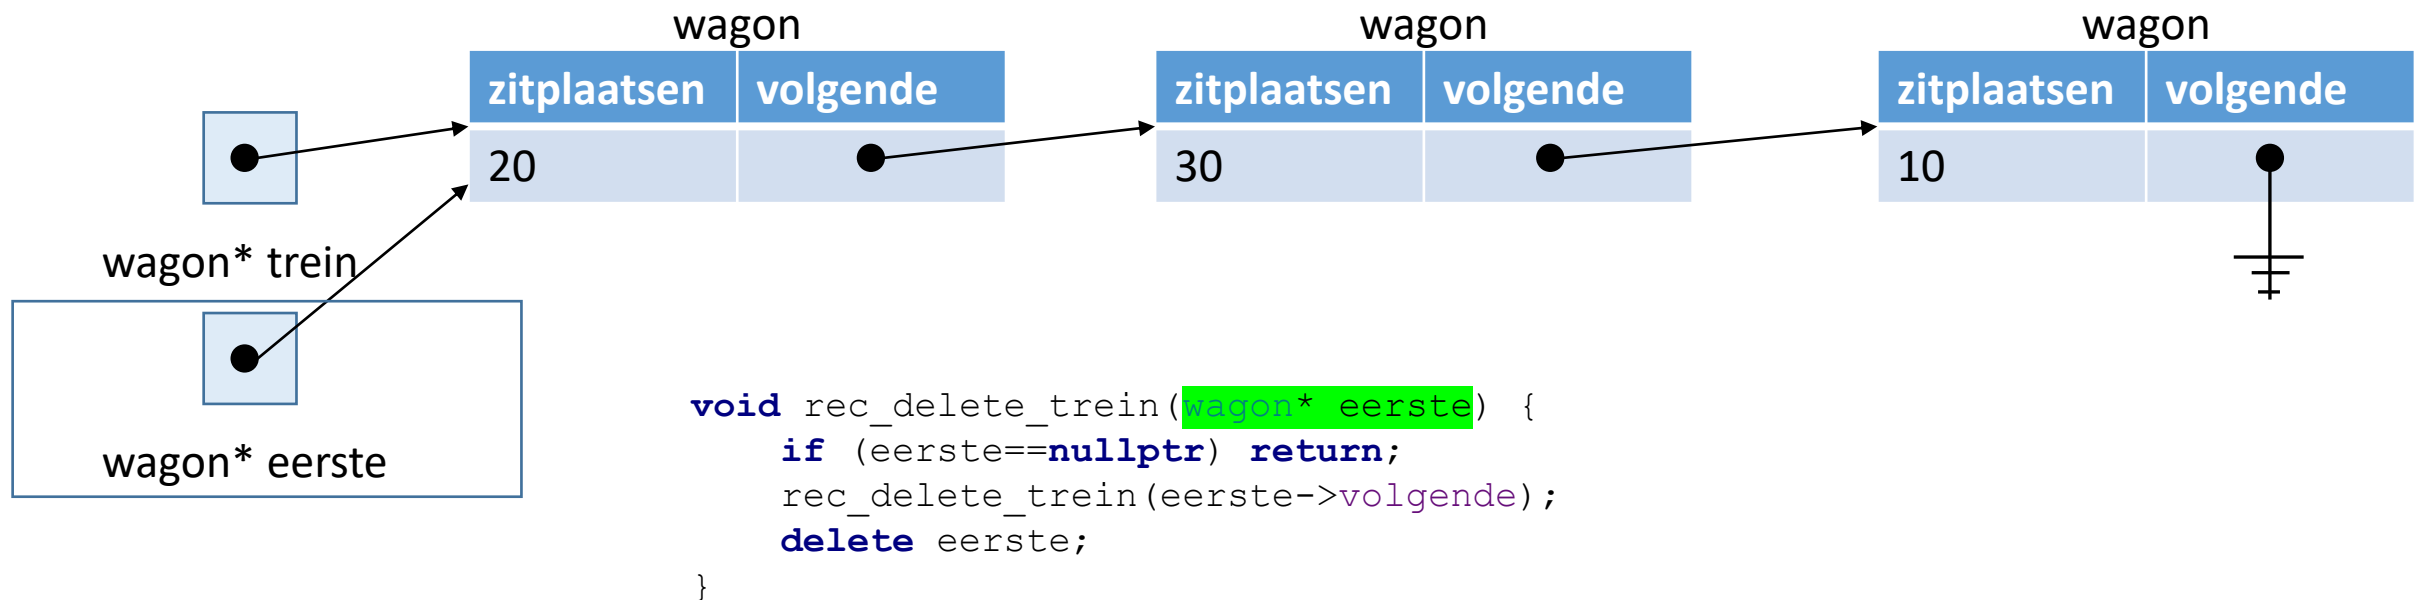 wagon wagon wagon
zitplaatsen volgende zitplaatsen volgende zitplaatsen volgende
20 30 10
wagon* trein
wagon* eerste
void rec_delete_trein(wagon* eerste) {
    if (eerste==nullptr) return;
    rec_delete_trein(eerste->volgende);
    delete eerste;
}